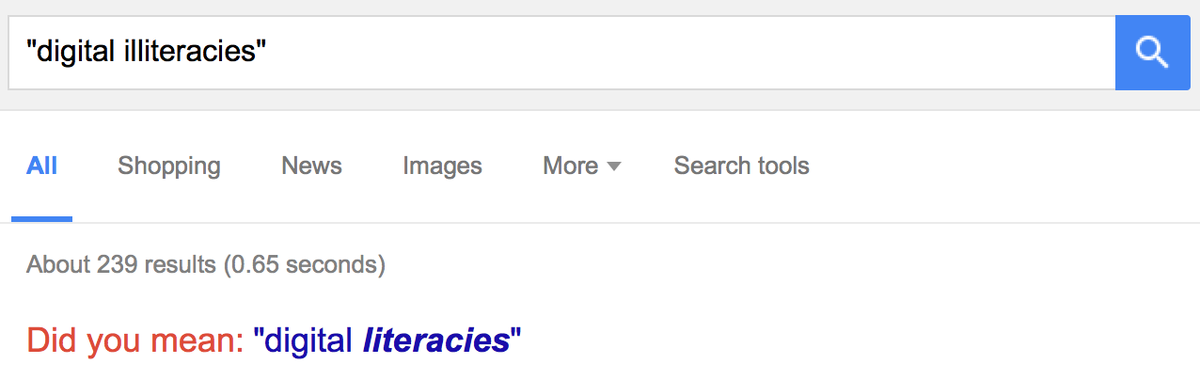 "digital illiteracies"
All Shopping News Images More Search tools
About 239 results (0.65 seconds)
Did you mean: "digital literacies"